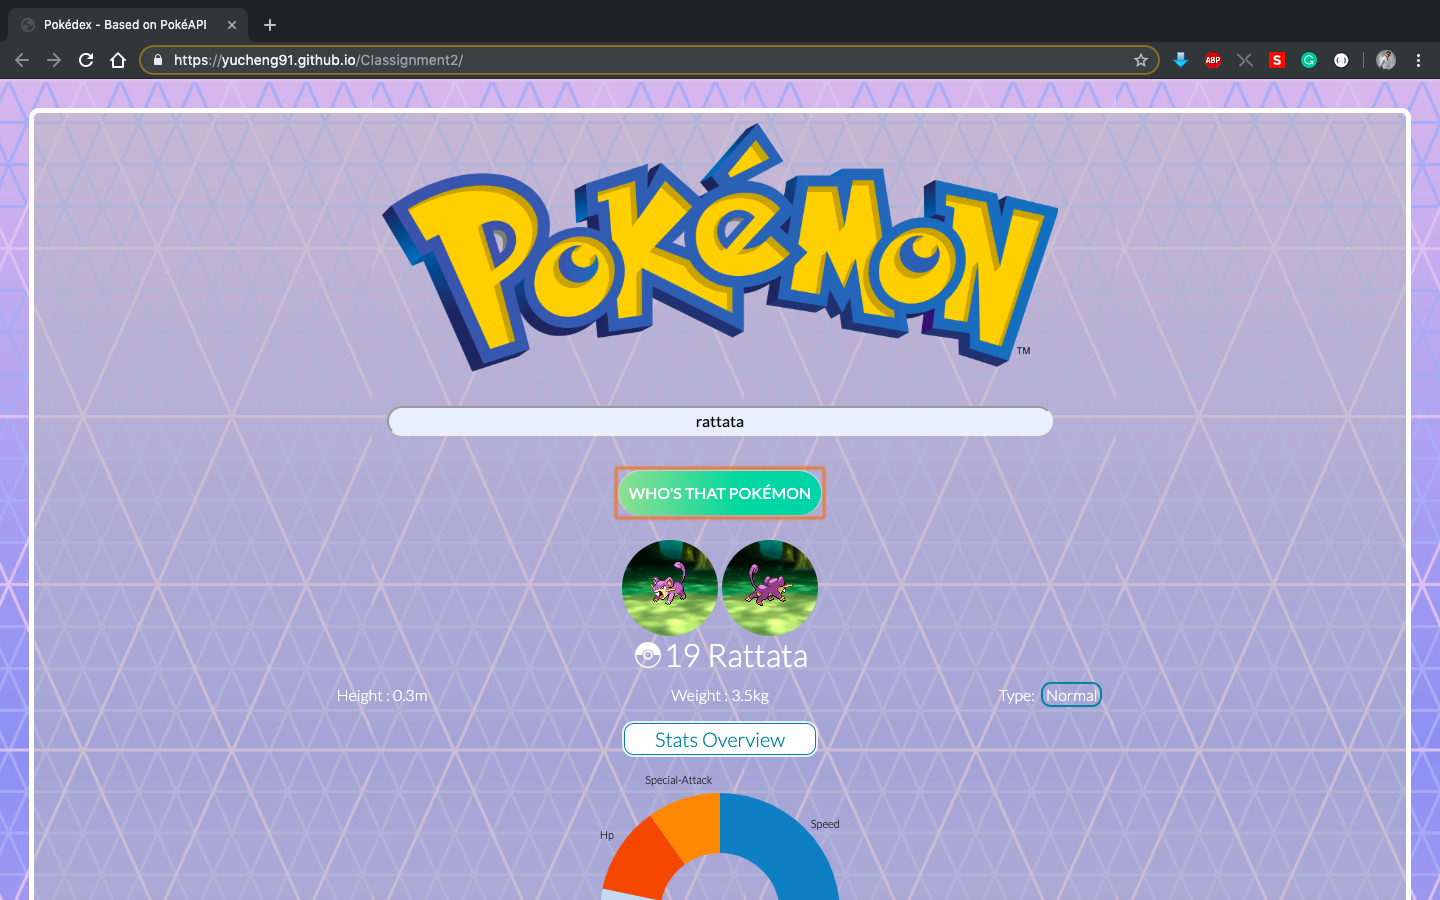 Pokédex - Based on PokéAPI
https://yucheng91.github.io/Classignment2/
ABP
S
G
POKéMON
TM
rattata
WHO'S THAT POKÉMON
19 Rattata
Height : 0.3m
Weight : 3.5kg
Type: Normal
Stats Overview
Special-Attack
Speed
Hp